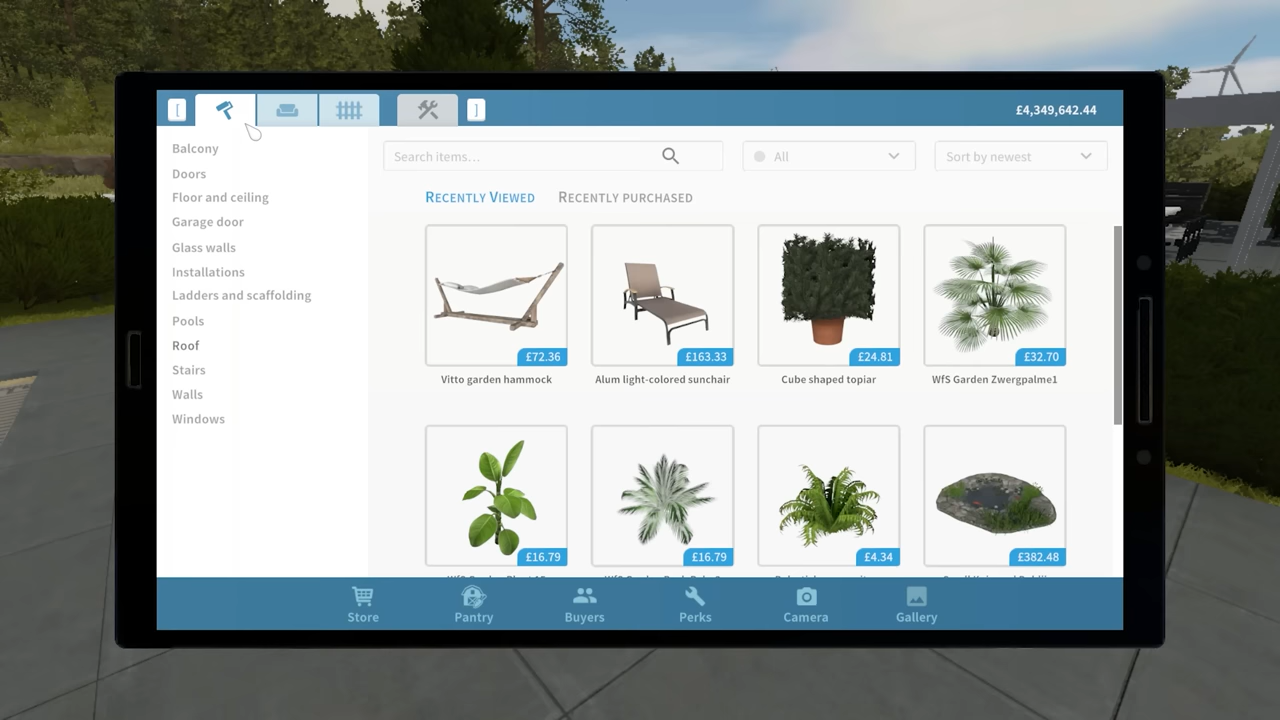 [
]
£4,349,642.44
Balcony
Doors
Floor and ceiling
Garage door
Glass walls
Installations
Ladders and scaffolding
Pools
Roof
Stairs
Walls
Windows
Search items...
All
Sort by newest
Recently Viewed
Recently purchased
£72.36
£163.33
£24.81
£32.70
Vitto garden hammock
Alum light-colored sunchair
Cube shaped topiar
WfS Garden Zwergpalme1
£16.79
£16.79
£4.34
£382.48
Store
Pantry
Buyers
Perks
Camera
Gallery